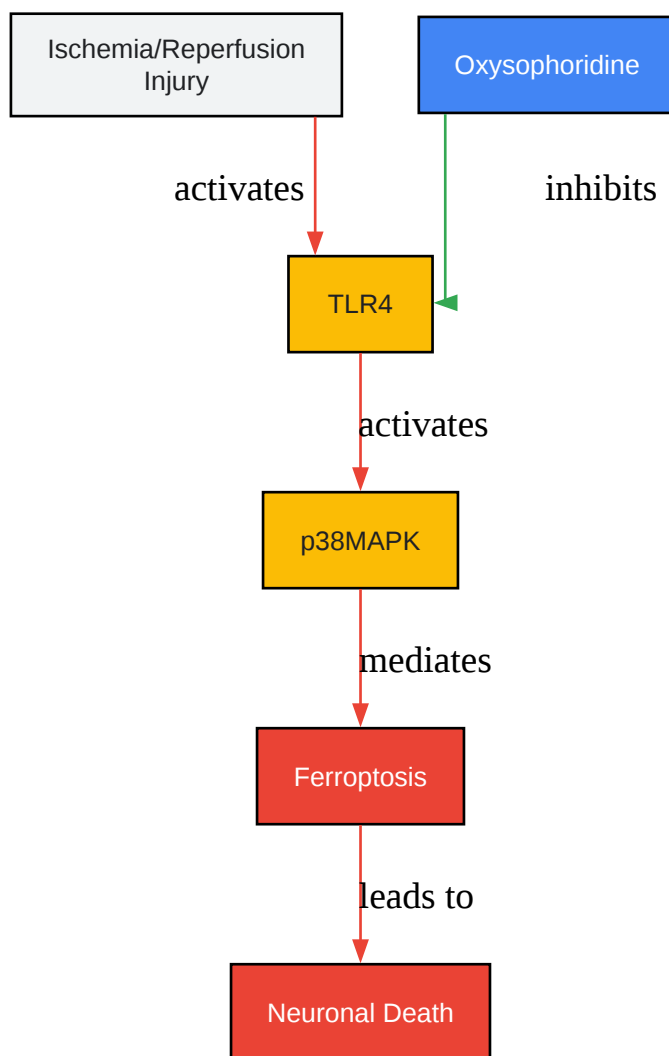 Ischemia/Reperfusion
Injury
Oxysophoridine
activates
inhibits
TLR4
activates
p38MAPK
mediates
Ferroptosis
leads to
Neuronal Death